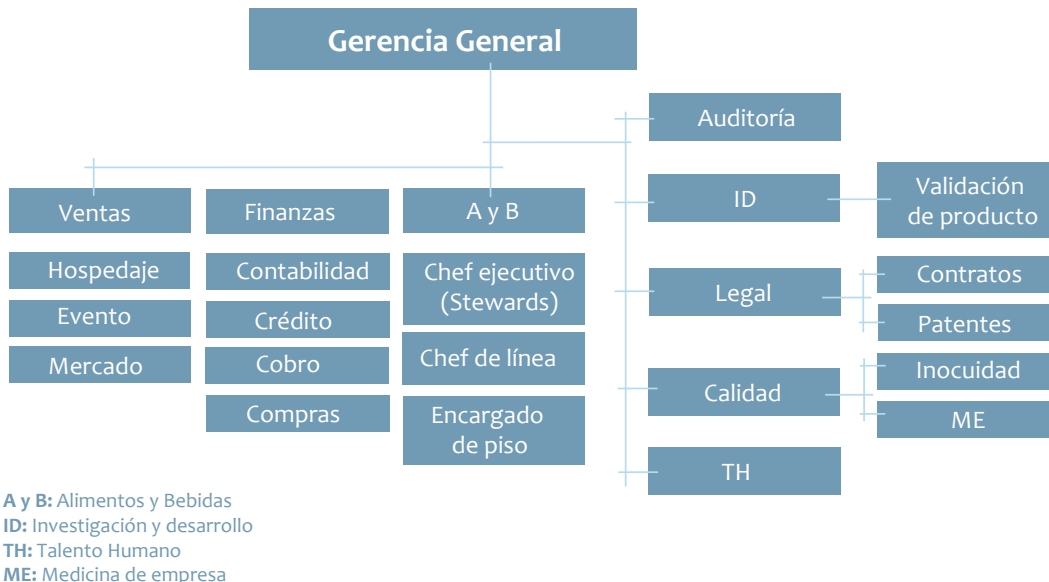 Gerencia General
Auditoría
ID
Validación
de producto
Legal
Contratos
Patentes
Calidad
Inocuidad
ME
TH
Ventas
Hospedaje
Evento
Mercado
Finanzas
Contabilidad
Crédito
Cobro
Compras
A y B
Chef ejecutivo
(Stewards)
Chef de línea
Encargado
de piso
A y B: Alimentos y Bebidas
ID: Investigación y desarrollo
TH: Talento Humano
ME: Medicina de empresa